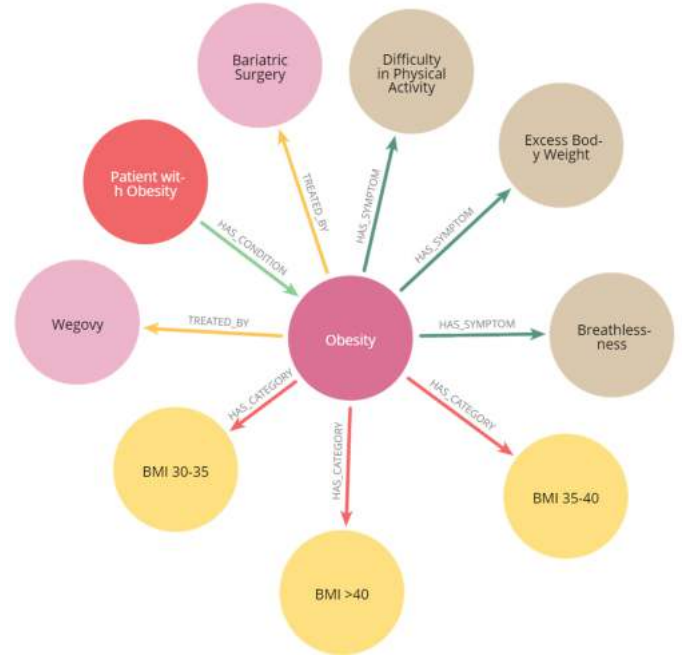 Bariatric
Surgery
Difficulty
in Physical
Activity
Excess Bod-
y Weight
Patient wit-
h Obesity
TREATED_BY
HAS_SYMPTOM
HAS_SYMPTOM
HAS_CONDITION
Wegovy
TREATED_BY
Obesity
HAS_SYMPTOM
Breathless-
ness
HAS_CATEGORY
HAS_CATEGORY
HAS_CATEGORY
BMI 30-35
BMI 35-40
BMI >40